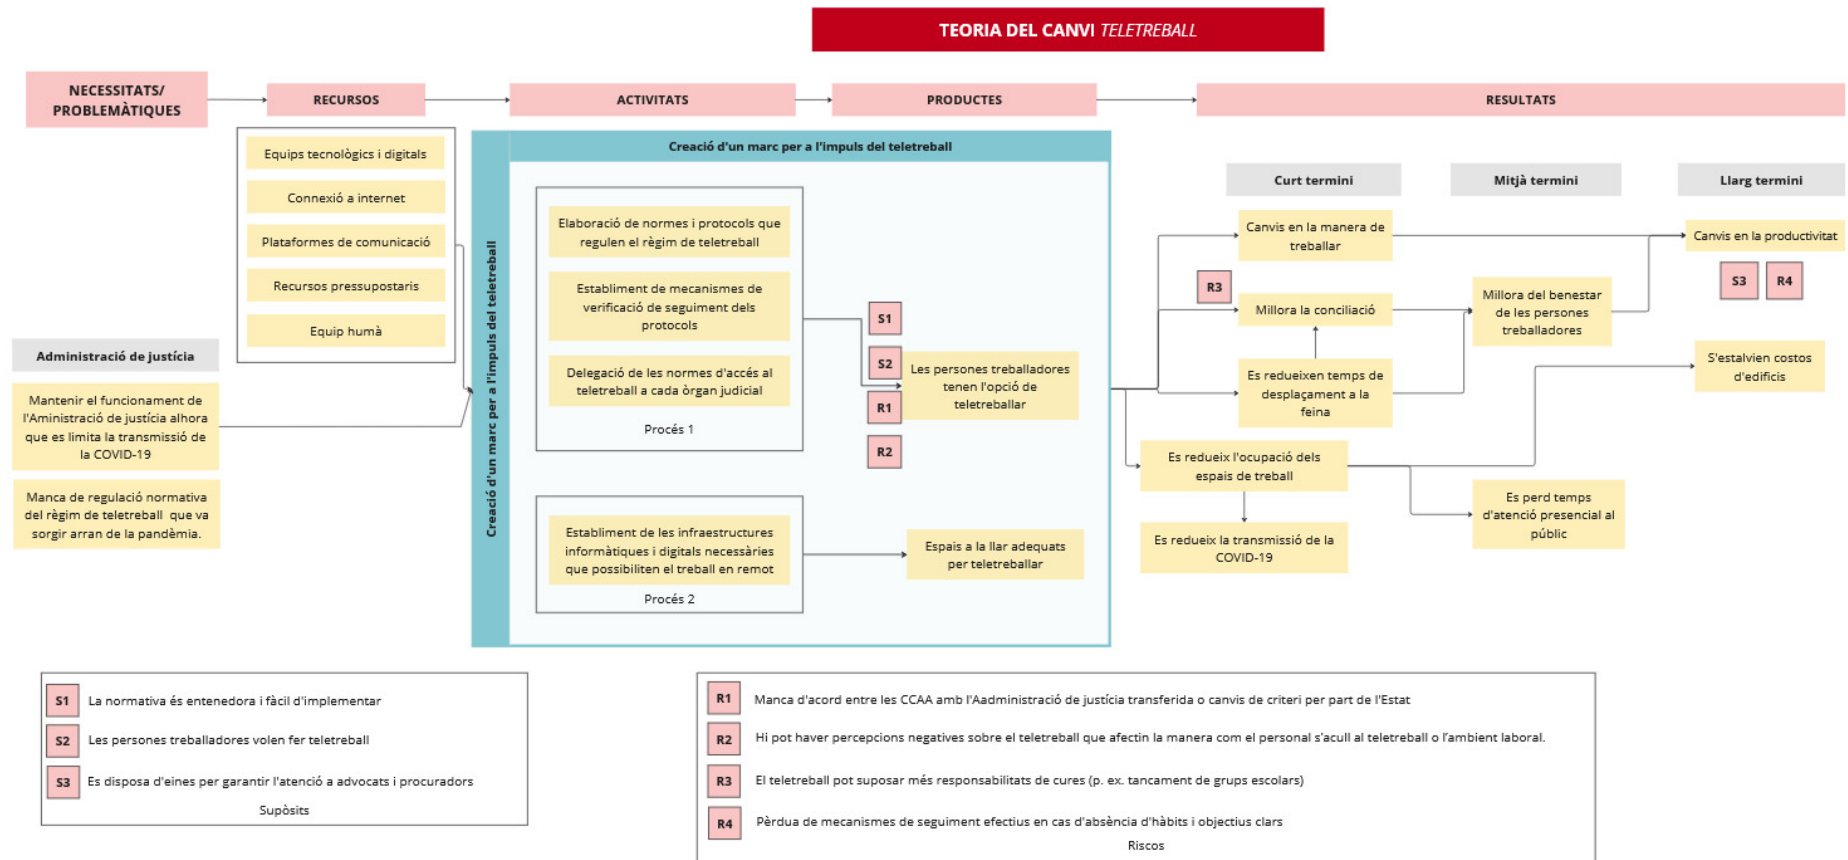 TEORIA DEL CANVI TELETREBALL
NECESSITATS/
PROBLEMÀTIQUES
RECURSOS
ACTIVITATS
PRODUCTES
RESULTATS
Equips tecnològics i digitals
Connexió a internet
Plataformes de comunicació
Recursos pressupostaris
Equip humà
Administració de justícia
Mantenir el funcionament de
l'Aministració de justícia alhora
que es limita la transmissió de
la COVID-19
Manca de regulació normativa
del règim de teletreball que va
sorgir arran de la pandèmia.
Creació d'un marc per a l'impuls del teletreball
Creació d'un marc per a l'impuls del teletreball
Elaboració de normes i protocols que
regulen el règim de teletreball
Establiment de mecanismes de
verificació de seguiment dels
protocols
Delegació de les normes d'accés al
teletreball a cada òrgan judicial
Procés 1
Establiment de les infraestructures
informàtiques i digitals necessàries
que possibiliten el treball en remot
Procés 2
S1
S2
R1
R2
Les persones treballadores
tenen l'opció de
teletreballar
Espais a la llar adequats
per teletreballar
Curt termini
Mitjà termini
Llarg termini
Canvis en la manera de
treballar
R3
Millora la conciliació
Es redueixen temps de
desplaçament a la
feina
Es redueix l'ocupació dels
espais de treball
Es redueix la transmissió de la
COVID-19
Millora del benestar
de les persones
treballadores
Es perd temps
d'atenció presencial al
públic
Canvis en la productivitat
S3
R4
S'estalvien costos
d'edificis
S1 La normativa és entenedora i fàcil d'implementar
S2 Les persones treballadores volen fer teletreball
S3 Es disposa d'eines per garantir l'atenció a advocats i procuradors
Supòsits
R1 Manca d'acord entre les CCAA amb l'Aadministració de justícia transferida o canvis de criteri per part de l'Estat
R2 Hi pot haver percepcions negatives sobre el teletreball que afectin la manera com el personal s'acull al teletreball o l'ambient laboral.
R3 El teletreball pot suposar més responsabilitats de cures (p. ex. tancament de grups escolars)
R4 Pèrdua de mecanismes de seguiment efectius en cas d'absència d'hàbits i objectius clars
Riscos